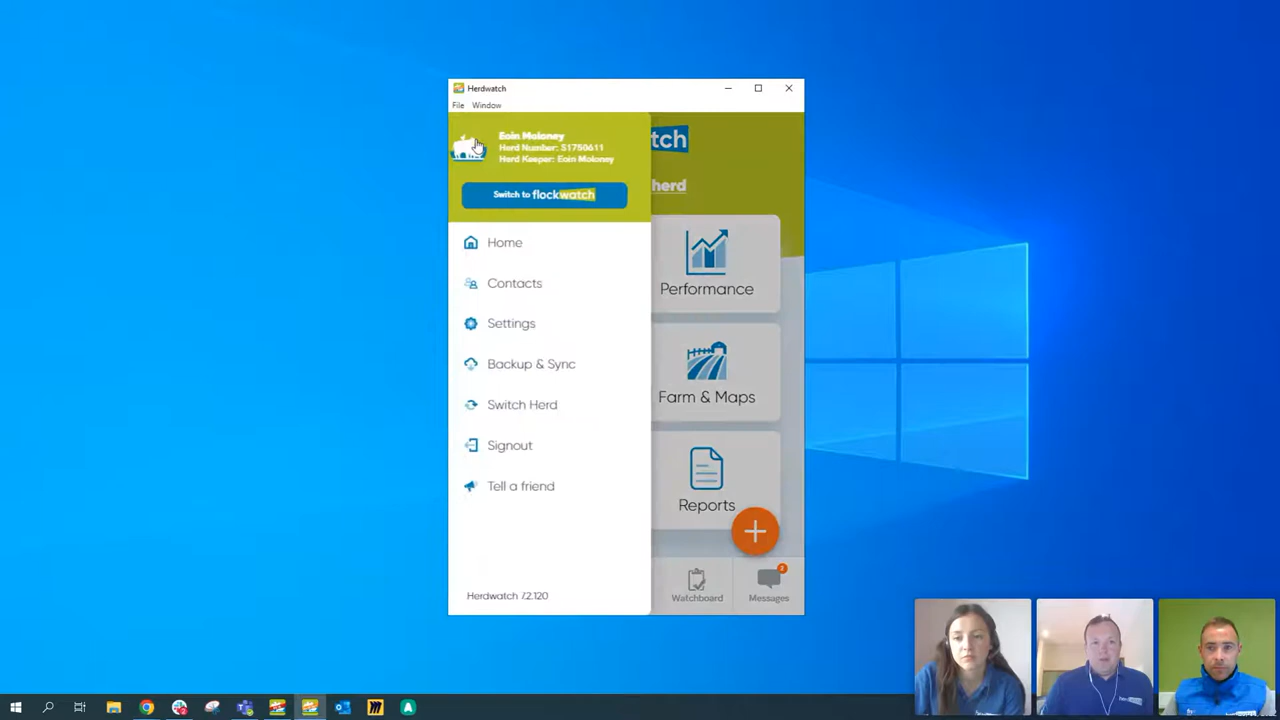 Herdwatch
File Window
Eoin Moloney
Herd Number: S1750611
Herd Keeper: Eoin Moloney
Switch to flockwatch
Home
Contacts
Settings
Backup & Sync
Switch Herd
Signout
Tell a friend
Herdwatch 7.2.120
tch
herd
Performance
Farm & Maps
Reports
Watchboard
Messages